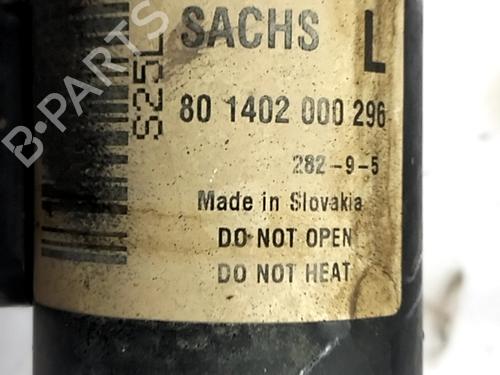 SACHS L
80 1402 000 296
282-9-5
Made in Slovakia
DO NOT OPEN
DO NOT HEAT
S25L
B-PARTS